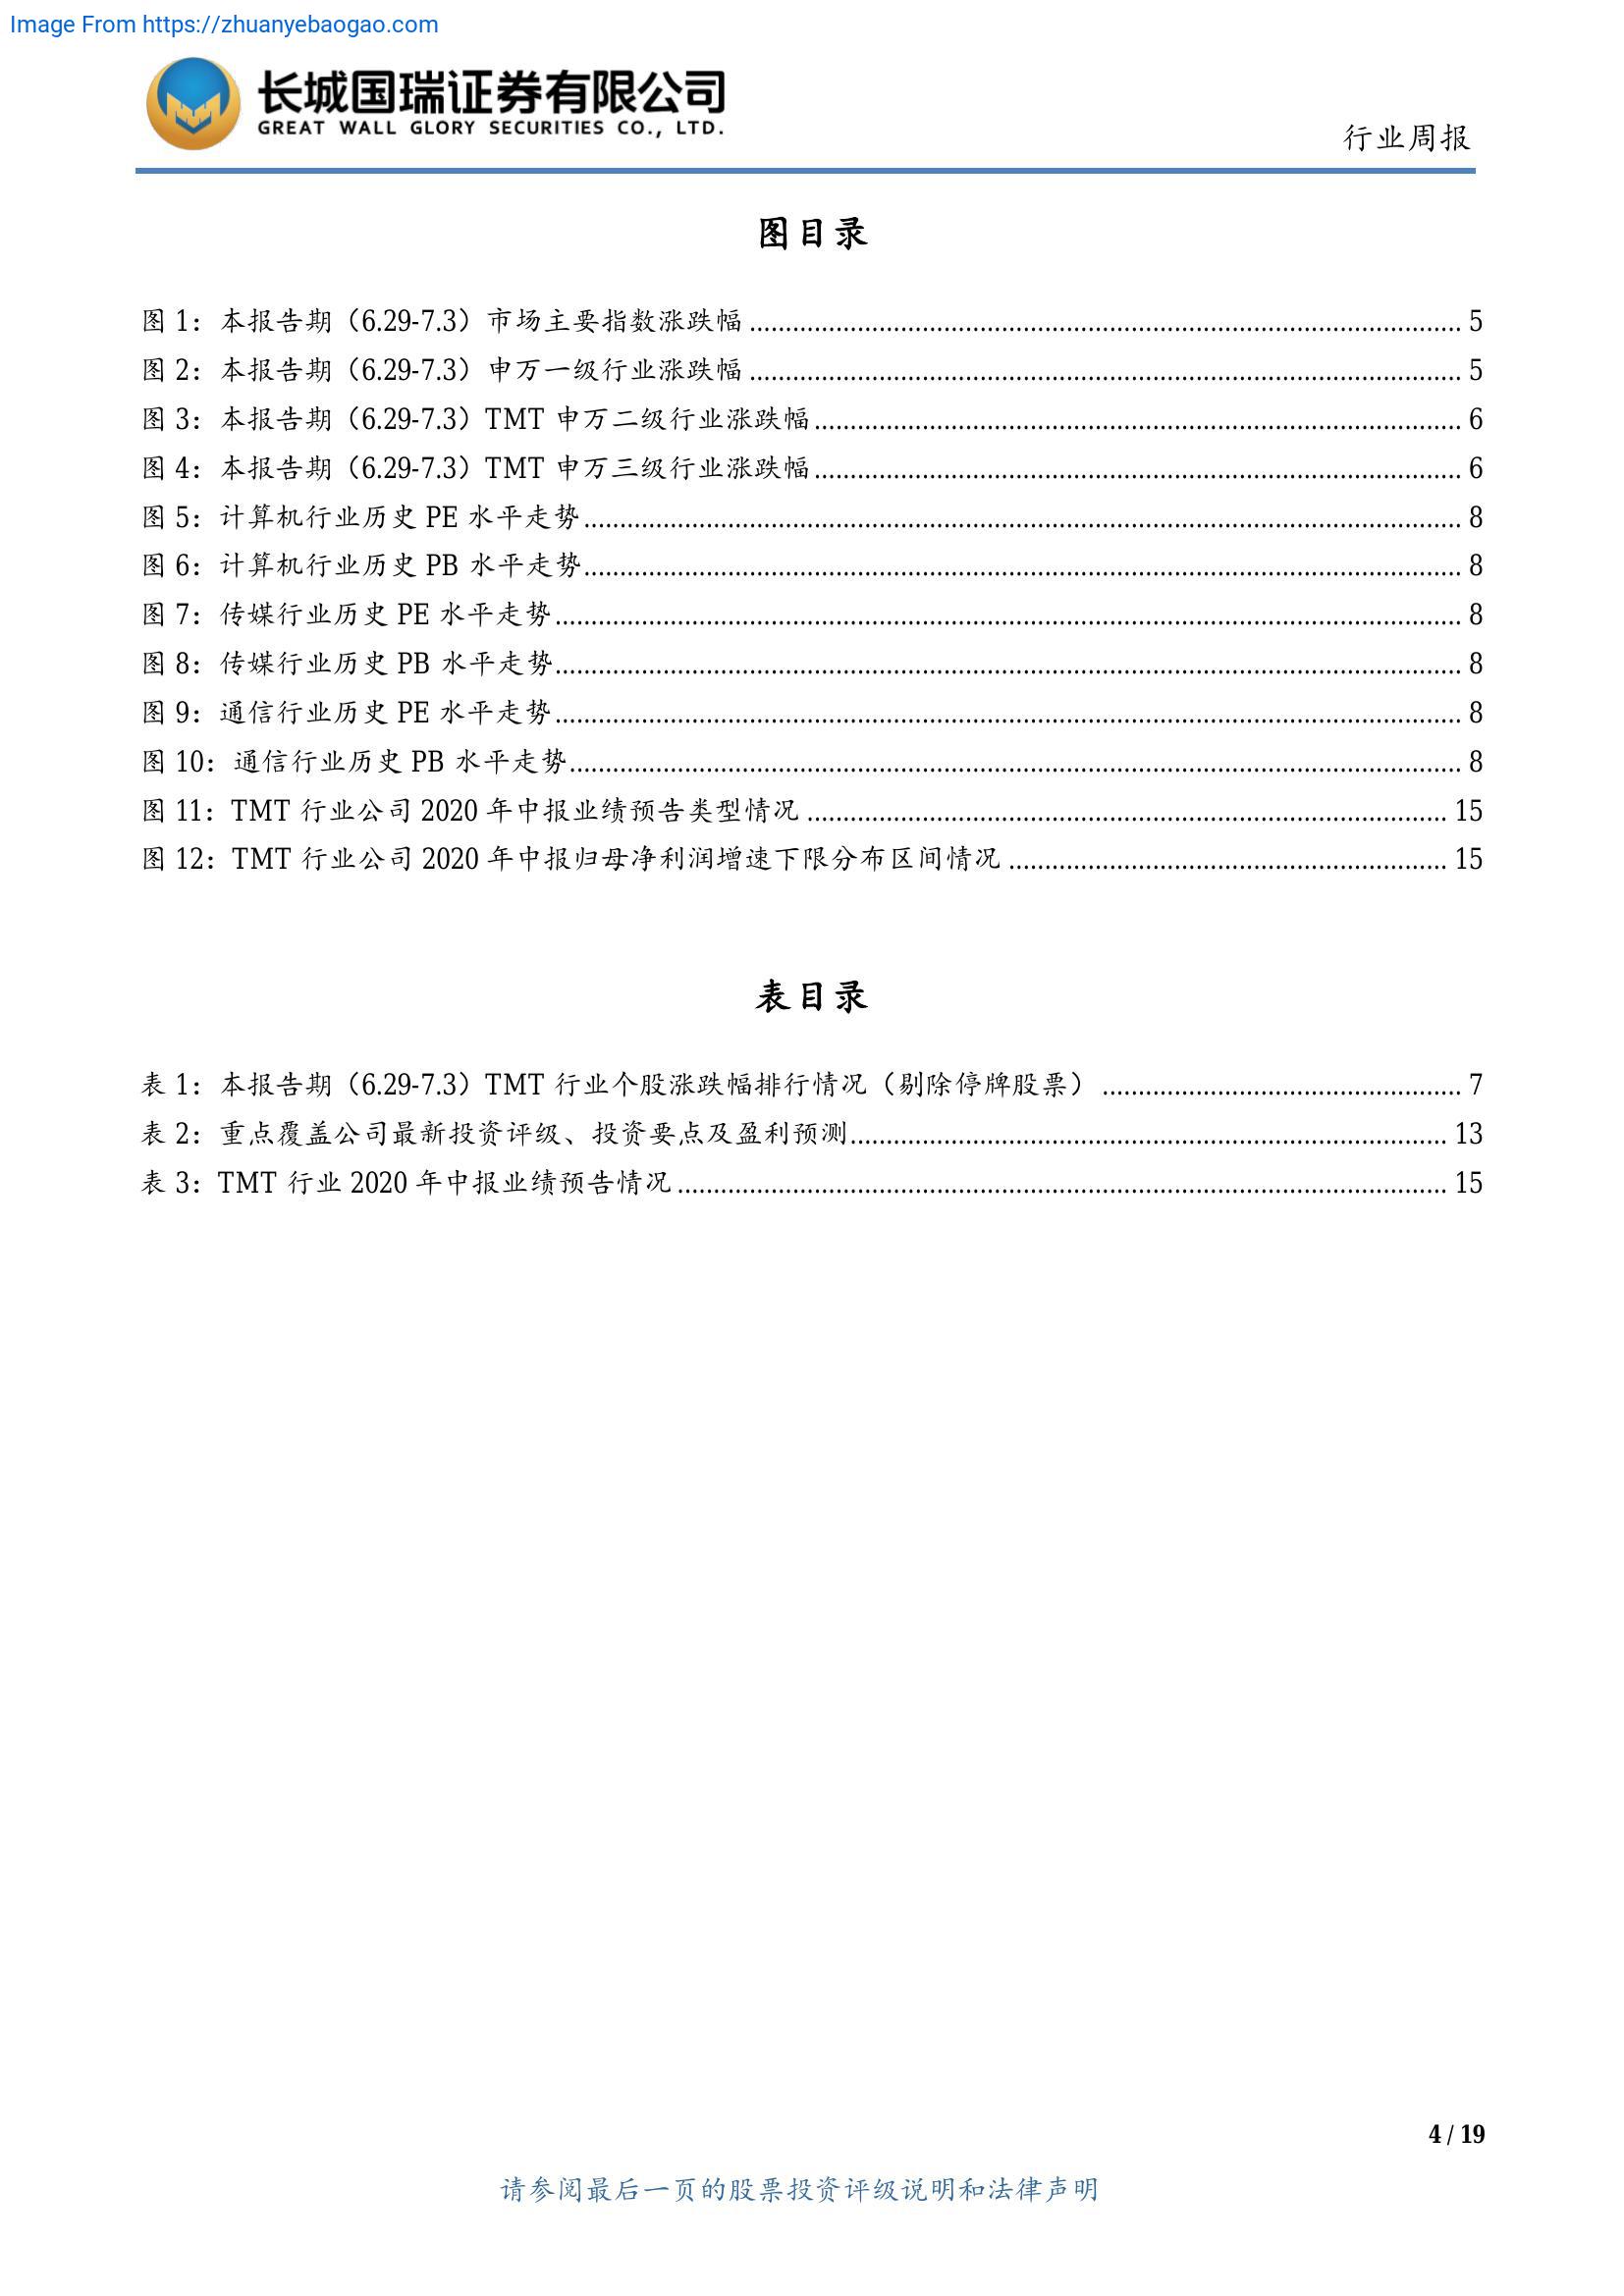 Image From https://zhuanyebaogao.com
长城国瑞证券有限公司
GREAT WALL GLORY SECURITIES CO., LTD.
行业周报
图目录
图 1：本报告期（6.29-7.3）市场主要指数涨跌幅 ........ 5
图 2：本报告期（6.29-7.3）申万一级行业涨跌幅 ........ 5
图 3：本报告期（6.29-7.3）TMT 申万二级行业涨跌幅 ........ 6
图 4：本报告期（6.29-7.3）TMT 申万三级行业涨跌幅 ........ 6
图 5：计算机行业历史 PE 水平走势 ........ 8
图 6：计算机行业历史 PB 水平走势 ........ 8
图 7：传媒行业历史 PE 水平走势 ........ 8
图 8：传媒行业历史 PB 水平走势 ........ 8
图 9：通信行业历史 PE 水平走势 ........ 8
图 10：通信行业历史 PB 水平走势 ........ 8
图 11：TMT 行业公司 2020 年中报业绩预告类型情况 ........ 15
图 12：TMT 行业公司 2020 年中报归母净利润增速下限分布区间情况 ........ 15
表目录
表 1：本报告期（6.29-7.3）TMT 行业个股涨跌幅排行情况（剔除停牌股票） ........ 7
表 2：重点覆盖公司最新投资评级、投资要点及盈利预测 ........ 13
表 3：TMT 行业 2020 年中报业绩预告情况 ........ 15
4 / 19
请参阅最后一页的股票投资评级说明和法律声明